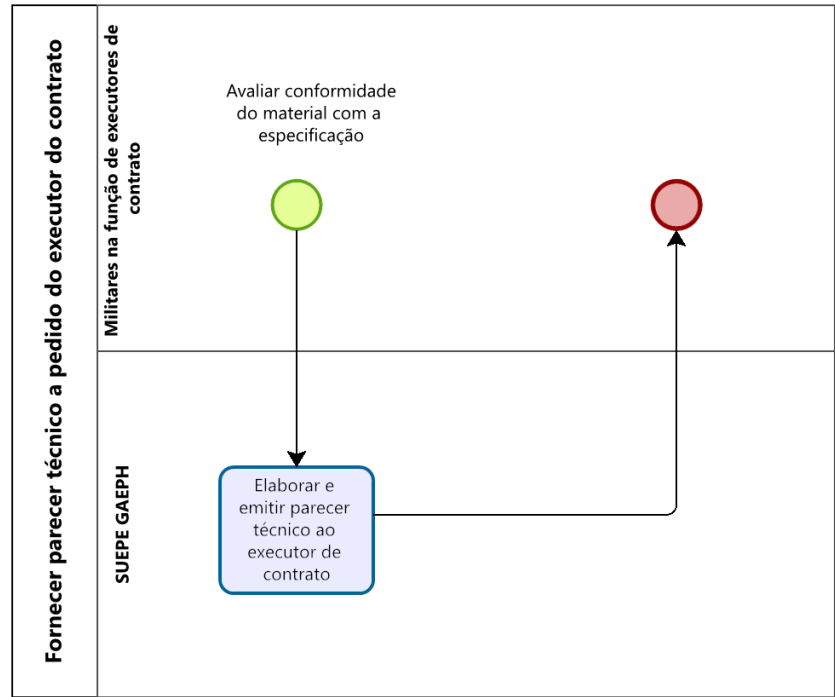 Fornecer parecer técnico a pedido do executor do contrato
Militares na função de executores de
contrato
Avaliar conformidade
do material com a
especificação
SUEPE GAEPH
Elaborar e
emitir parecer
técnico ao
executor de
contrato